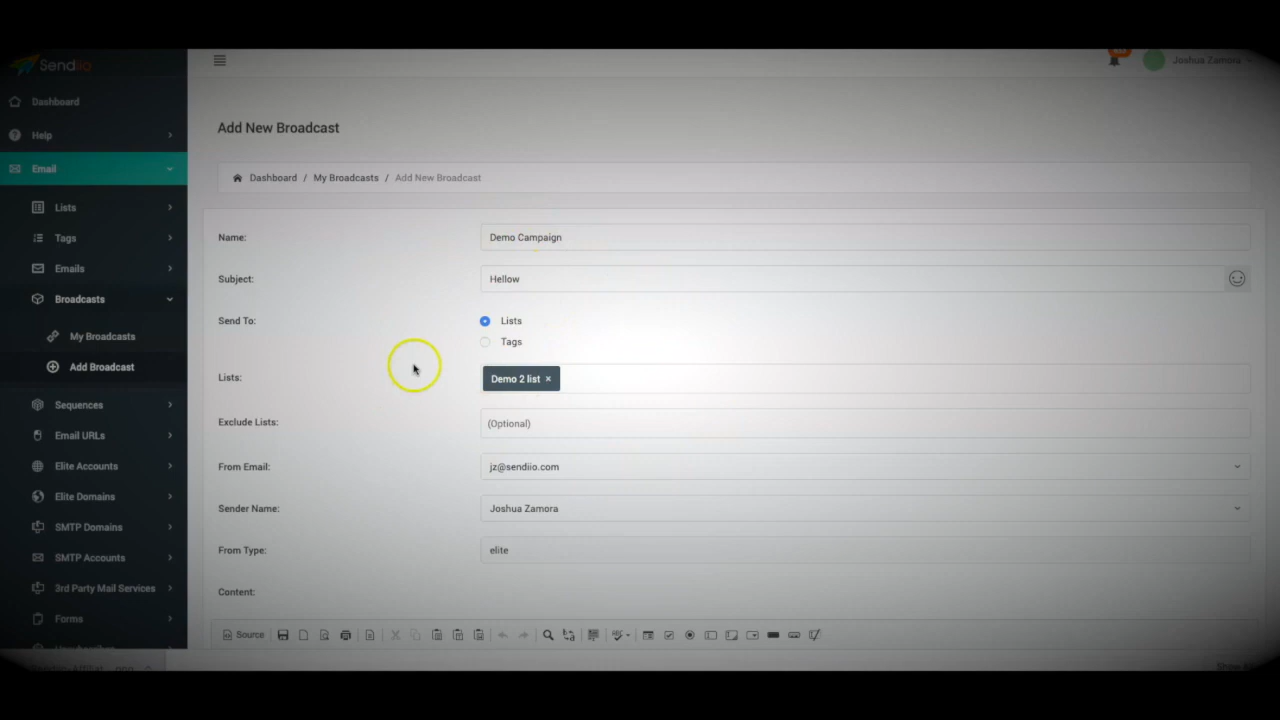 Sendiio
Joshua Zamora
Dashboard
Help
Email
Lists
Tags
Emails
Broadcasts
My Broadcasts
Add Broadcast
Sequences
Email URLs
Elite Accounts
Elite Domains
SMTP Domains
SMTP Accounts
3rd Party Mail Services
Forms
Add New Broadcast
Dashboard / My Broadcasts / Add New Broadcast
Name: Demo Campaign
Subject: Hellow
Send To: Lists
Tags
Lists: Demo 2 list ×
Exclude Lists: (Optional)
From Email: jz@sendiio.com
Sender Name: Joshua Zamora
From Type: elite
Content:
Source